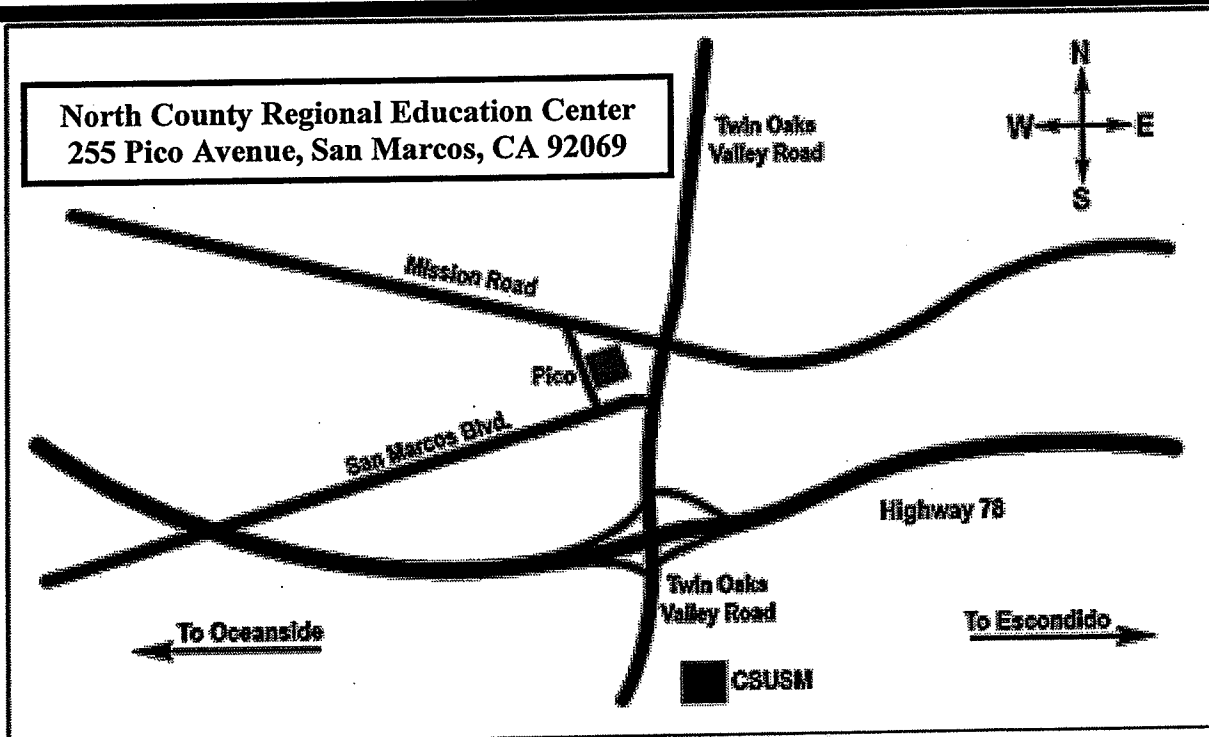 North County Regional Education Center
255 Pico Avenue, San Marcos, CA 92069
N
W
E
S
Twin Oaks
Valley Road
Mission Road
Pico
San Marcos Blvd.
Highway 78
Twin Oaks
Valley Road
To Oceanside
To Escondido
CSUSM